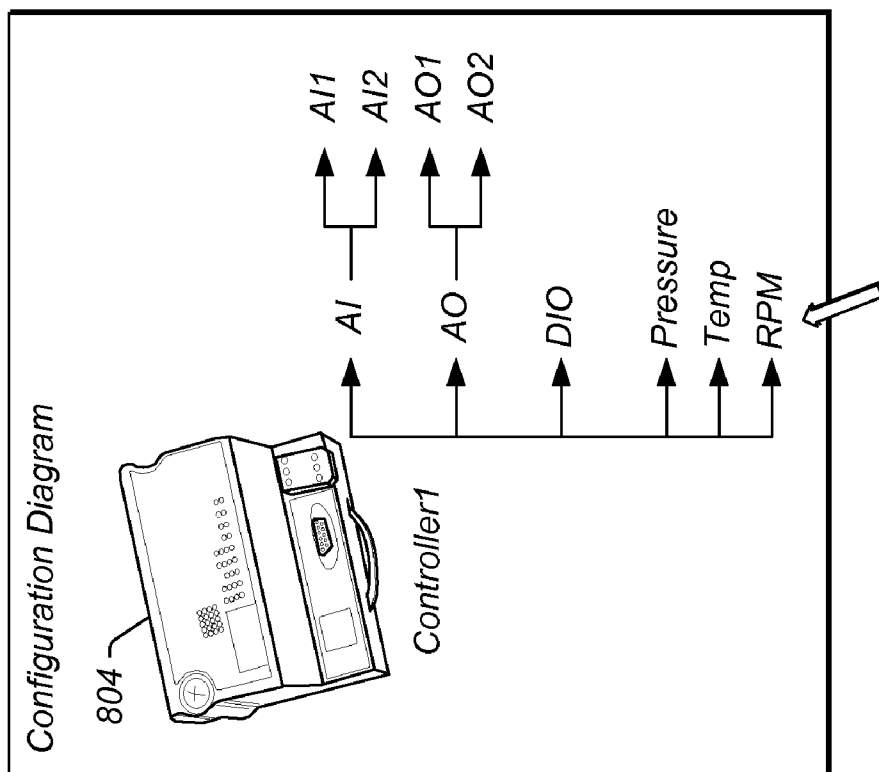 Configuration Diagram
804
Controller1
AI
AI1
AI2
AO
AO1
AO2
DIO
Pressure
Temp
RPM